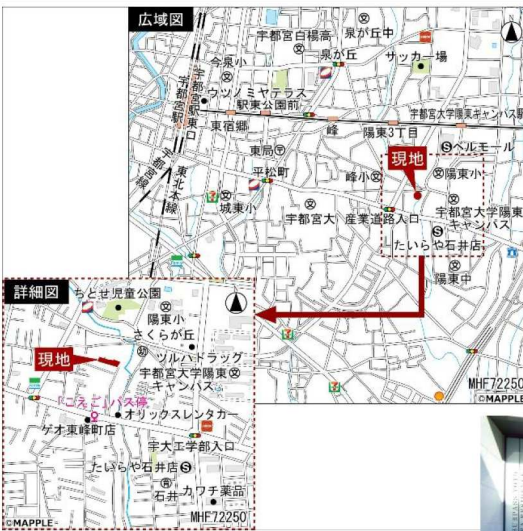 広域図
宇都宮白楊高
泉が丘中
泉が丘
今泉小
サッカー場
ウツノミヤテラス
宇都宮駅東口
宇都宮駅
駅東公園前
宇都宮大学陽東キャンパス駅
東宿郷
峰
陽東3丁目
ベルモール
東局
現地
宇都宮線
東北本線
平松町
峰小
陽東小
城東小
宇都宮大
産業道路入口
宇都宮大学陽東
キャンパス
たいらや石井店
陽東中
詳細図
ちとせ児童公園
陽東小
さくらが丘
現地
ツルハドラッグ
宇都宮大学陽東
キャンパス
「こえど」バス停
オリックスレンタカー
ゲオ東峰町店
宇大工学部入口
たいらや石井店
石井
カワチ薬品
MHF72250
©MAPPLE
MHF72250
©MAPPLE